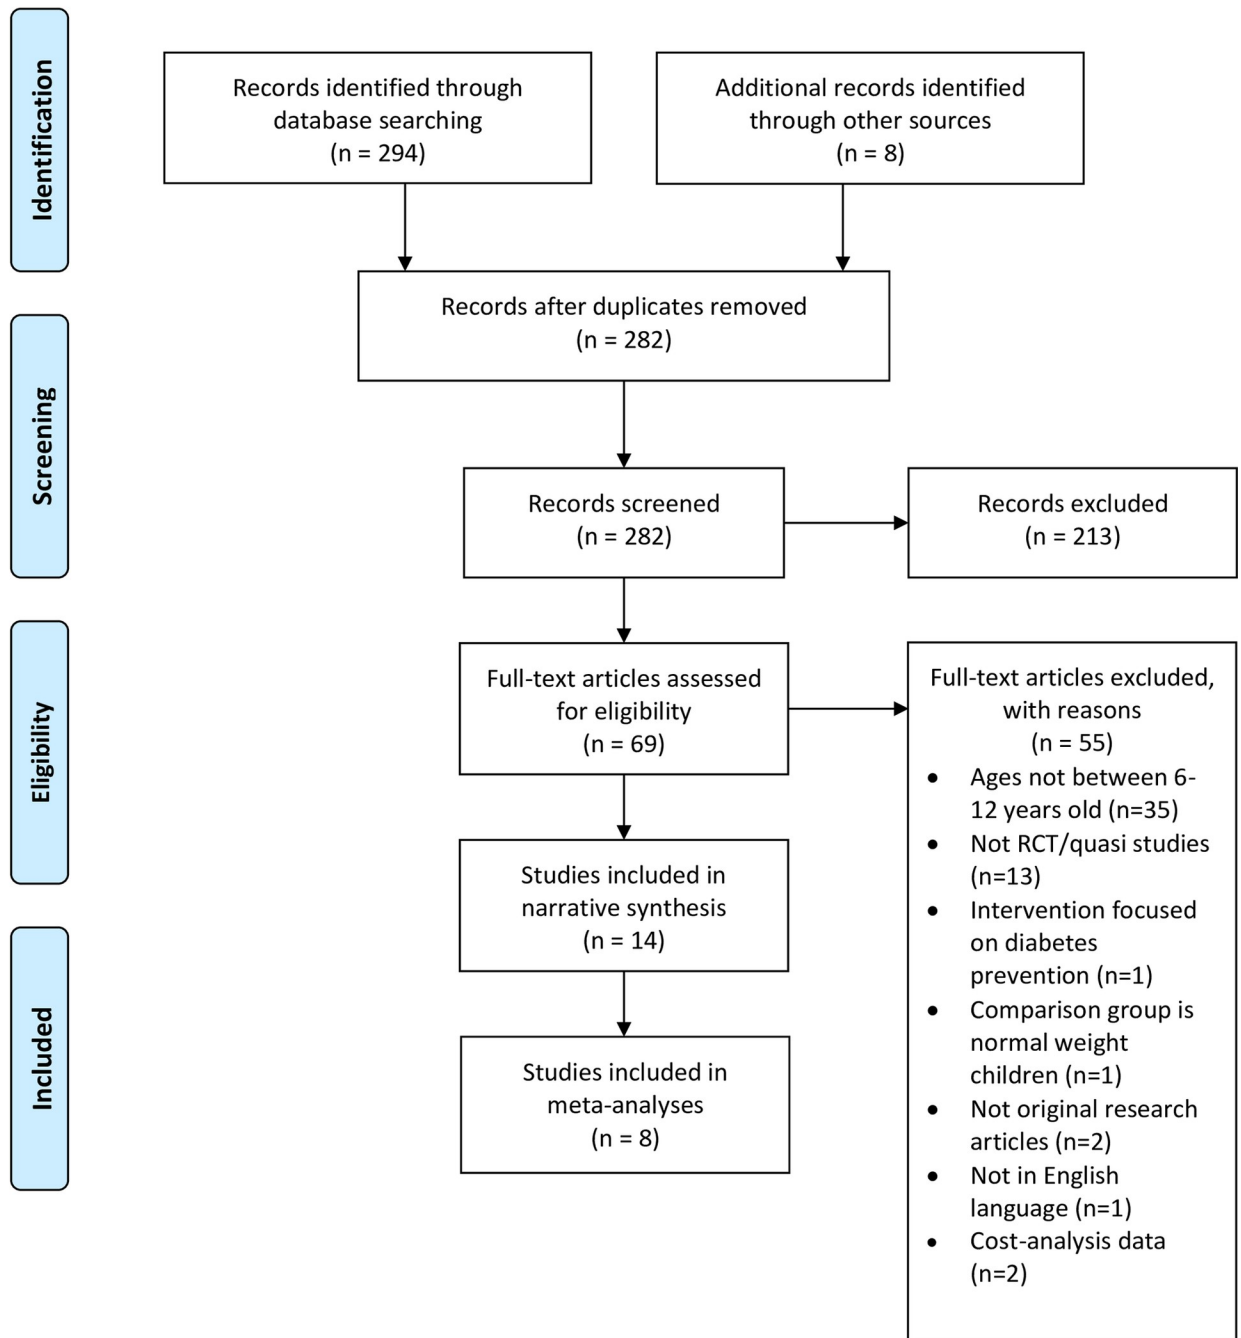 Identification
Records identified through
database searching
(n = 294)
Additional records identified
through other sources
(n = 8)
Records after duplicates removed
(n = 282)
Screening
Records screened
(n = 282)
Records excluded
(n = 213)
Eligibility
Full-text articles assessed
for eligibility
(n = 69)
Full-text articles excluded,
with reasons
(n = 55)
• Ages not between 6-
12 years old (n=35)
• Not RCT/quasi studies
(n=13)
• Intervention focused
on diabetes
prevention (n=1)
• Comparison group is
normal weight
children (n=1)
• Not original research
articles (n=2)
• Not in English
language (n=1)
• Cost-analysis data
(n=2)
Studies included in
narrative synthesis
(n = 14)
Included
Studies included in
meta-analyses
(n = 8)